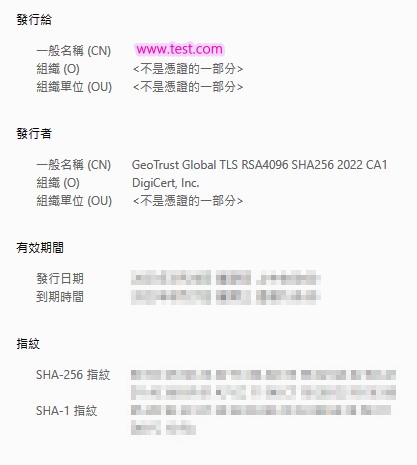 發行給
一般名稱 (CN) www.test.com
組織 (O) <不是憑證的一部分>
組織單位 (OU) <不是憑證的一部分>
發行者
一般名稱 (CN) GeoTrust Global TLS RSA4096 SHA256 2022 CA1
組織 (O) DigiCert, Inc.
組織單位 (OU) <不是憑證的一部分>
有效期間
發行日期
到期時間
指紋
SHA-256 指紋
SHA-1 指紋